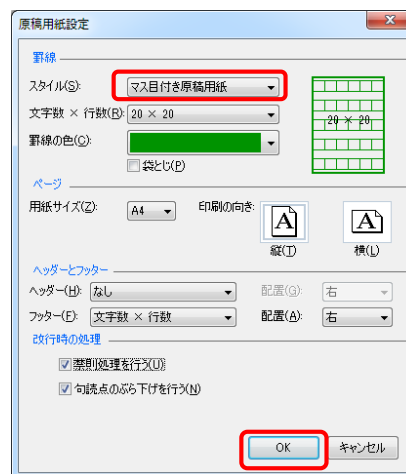 原稿用紙設定
罫線
スタイル(S): マス目付き原稿用紙
文字数 × 行数(R): 20 × 20
20 × 20
罫線の色(C):
袋とじ(P)
ページ
用紙サイズ(Z): A4 印刷の向き: A A
縦(T) 横(L)
ヘッダーとフッター
ヘッダー(H): なし 配置(G): 右
フッター(F): 文字数 × 行数 配置(A): 右
改行時の処理
禁則処理を行う(U)
句読点のぶら下げを行う(N)
OK キャンセル